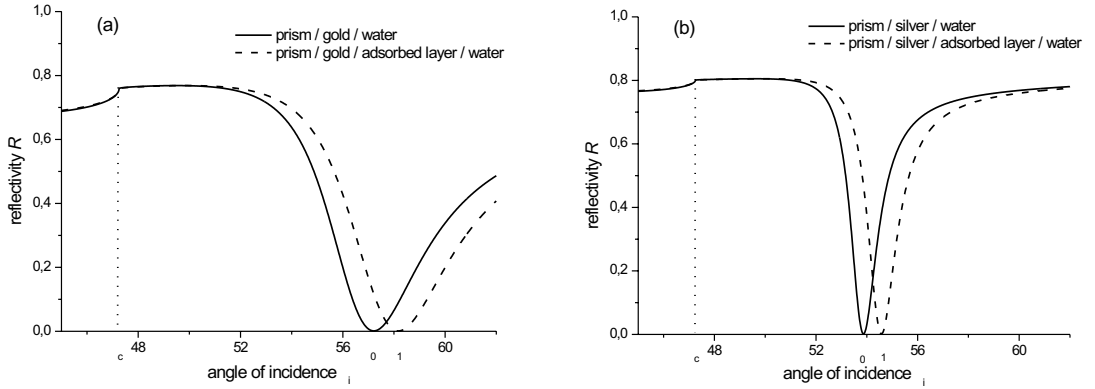 (a)
prism / gold / water
prism / gold / adsorbed layer / water
1,0
0,8
0,6
0,4
0,2
0,0
reflectivity R
48 52 56 60
c 0 1
angle of incidence i
(b)
prism / silver / water
prism / silver / adsorbed layer / water
1,0
0,8
0,6
0,4
0,2
0,0
reflectivity R
48 52 56 60
c 0 1
angle of incidence i